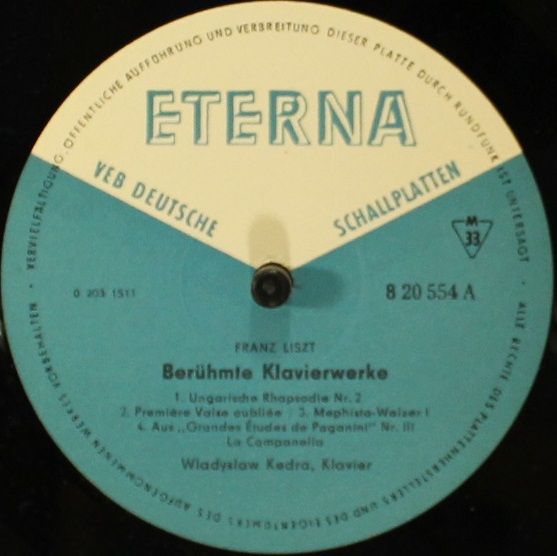 VERVIELFÄLTIGUNG, ÖFFENTLICHE AUFFÜHRUNG UND VERBREITUNG DIESER PLATTE DURCH RUNDFUNK IST UNTERSAGT · ALLE RECHTE DES PLATTENHERSTELLERS UND DES EIGENTÜMERS DES AUFGENOMMENEN WERKES VORBEHALTEN ·
ETERNA
VEB DEUTSCHE SCHALLPLATTEN
M
33
0 203 1511
8 20 554 A
FRANZ LISZT
Berühmte Klavierwerke
1. Ungarische Rhapsodie Nr. 2
2. Première Valse oubliée / 3. Mephisto-Walzer I
4. Aus „Grandes Études de Paganini" Nr. III
La Campanella
Wladyslaw Kedra, Klavier